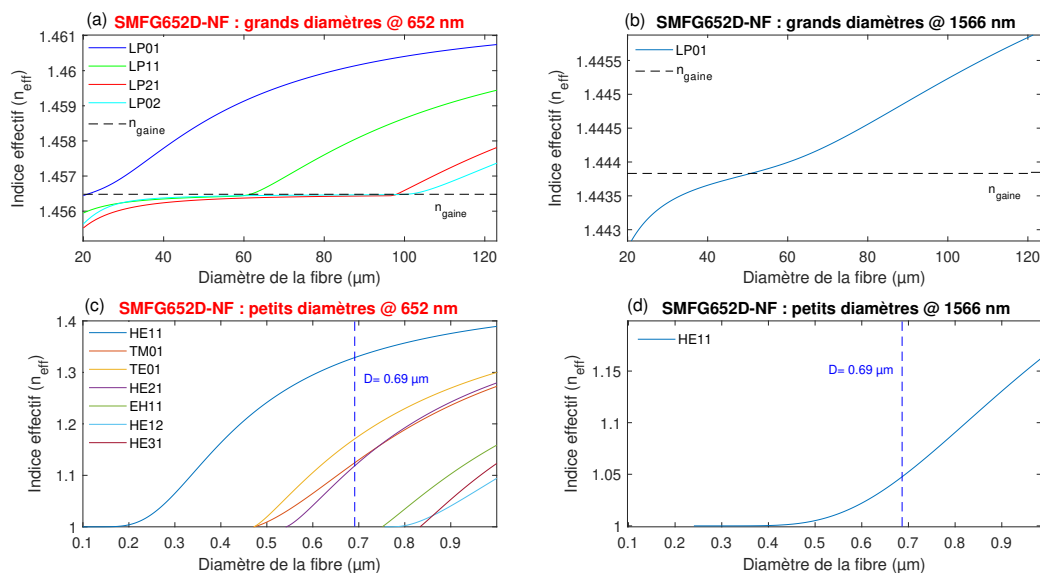 (a) SMFG652D-NF : grands diamètres @ 652 nm
1.461
1.46
1.459
1.458
1.457
1.456
Indice effectif (n_eff)
LP01
LP11
LP21
LP02
n_gaine
n_gaine
20 40 60 80 100 120
Diamètre de la fibre (µm)
(b) SMFG652D-NF : grands diamètres @ 1566 nm
1.4455
1.445
1.4445
1.444
1.4435
1.443
Indice effectif (n_eff)
LP01
n_gaine
n_gaine
20 40 60 80 100 120
Diamètre de la fibre (µm)
(c) SMFG652D-NF : petits diamètres @ 652 nm
1.4
1.3
1.2
1.1
1
Indice effectif (n_eff)
HE11
TM01
TE01
HE21
EH11
HE12
HE31
D= 0.69 µm
0.1 0.2 0.3 0.4 0.5 0.6 0.7 0.8 0.9
Diamètre de la fibre (µm)
(d) SMFG652D-NF : petits diamètres @ 1566 nm
1.15
1.1
1.05
1
Indice effectif (n_eff)
HE11
D= 0.69 µm
0.1 0.2 0.3 0.4 0.5 0.6 0.7 0.8 0.9
Diamètre de la fibre (µm)